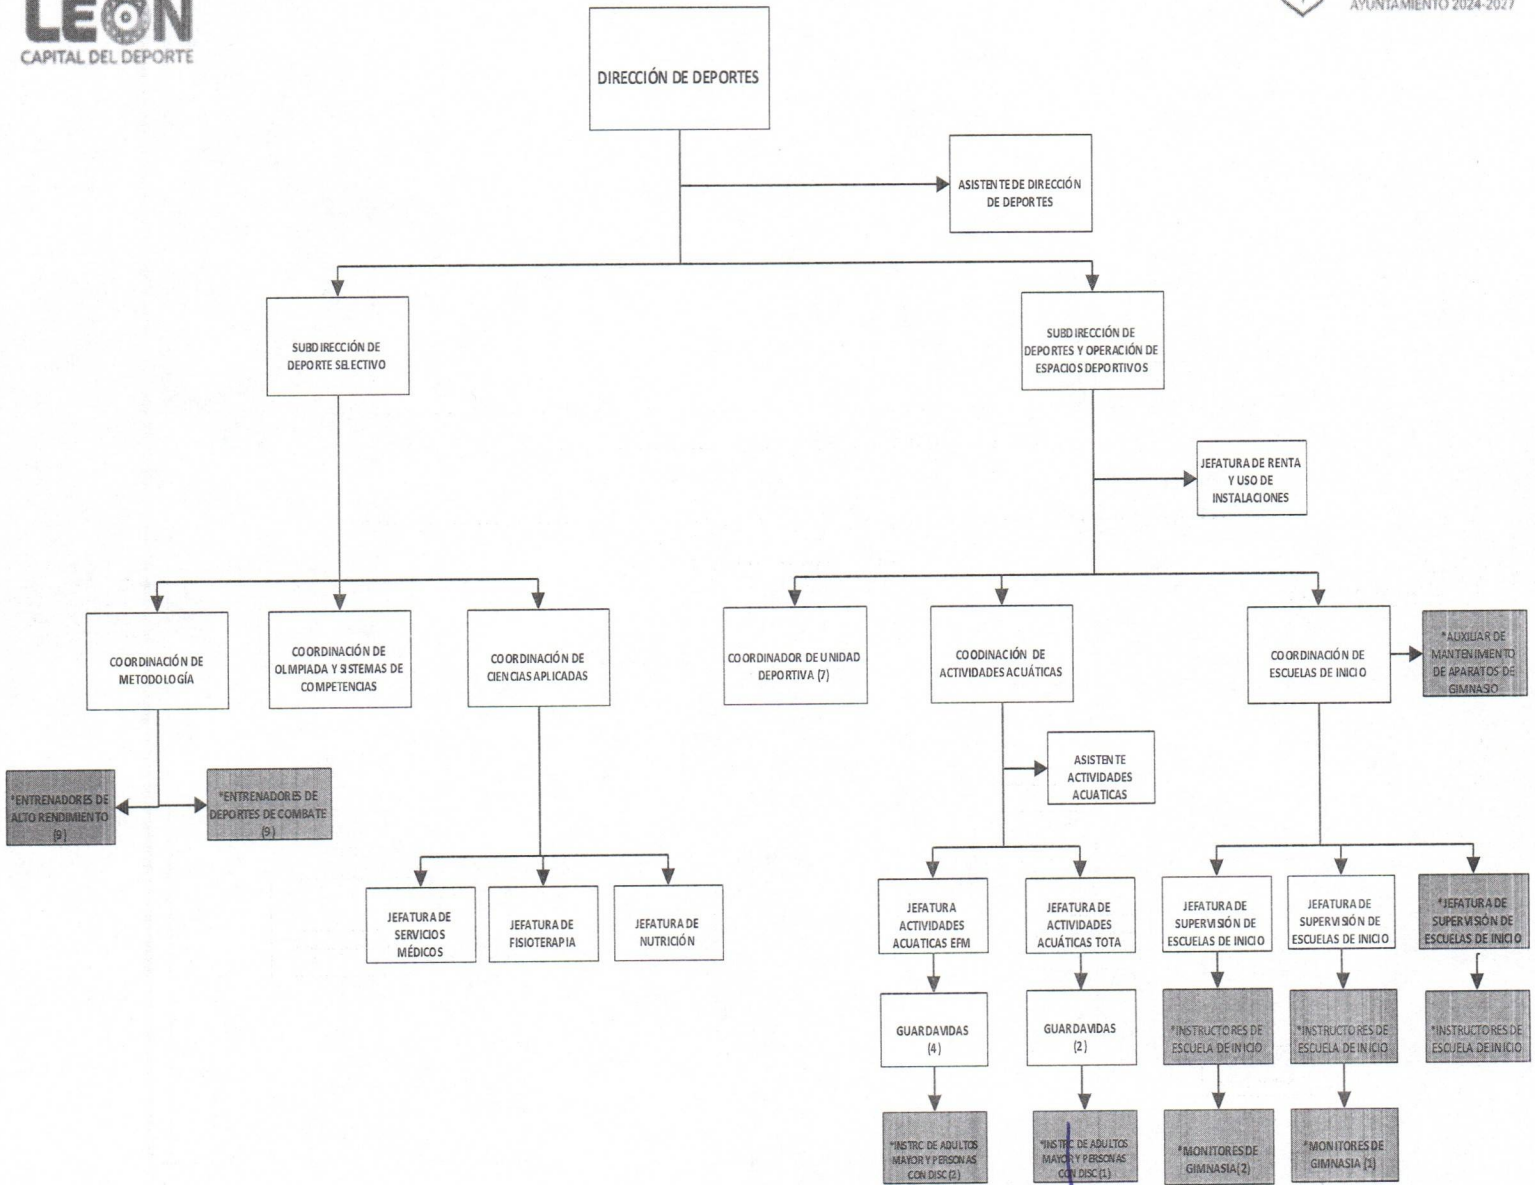 LEÓN
CAPITAL DEL DEPORTE
AYUNTAMIENTO 2024-2027
DIRECCIÓN DE DEPORTES
ASISTENTE DE DIRECCIÓN
DE DEPORTES
SUBDIRECCIÓN DE
DEPORTE SELECTIVO
SUBDIRECCIÓN DE
DEPORTES Y OPERACIÓN DE
ESPACIOS DEPORTIVOS
JEFATURA DE RENTA
Y USO DE
INSTALACIONES
COORDINACIÓN DE
METODOLOGÍA
COORDINACIÓN DE
OLMPIADA Y SISTEMAS DE
COMPETENCIAS
COORDINACIÓN DE
CIENCIAS APLICADAS
COORDINADOR DE UNIDAD
DEPORTIVA (7)
COODINACIÓN DE
ACTIVIDADES ACUÁTICAS
COORDINACIÓN DE
ESCUELAS DE INICIO
*AUXILIAR DE
MANTENIMIENTO
DE APARATOS DE
GIMNASIO
*ENTRENADORES DE
ALTO RENDIMIENTO
(9)
*ENTRENADORES DE
DEPORTES DE COMBATE
(9)
ASISTENTE
ACTIVIDADES
ACUATICAS
JEFATURA DE
SERVICIOS
MÉDICOS
JEFATURA DE
FISIOTERAPIA
JEFATURA DE
NUTRICIÓN
JEFATURA
ACTIVIDADES
ACUATICAS EFM
JEFATURA DE
ACTIVIDADES
ACUÁTICAS TOTA
JEFATURA DE
SUPERVISIÓN DE
ESCUELAS DE INICIO
JEFATURA DE
SUPERVISIÓN DE
ESCUELAS DE INICIO
*JEFATURA DE
SUPERVISIÓN DE
ESCUELAS DE INICIO
GUARDAVIDAS
(4)
GUARDAVIDAS
(2)
*INSTRUCTORES DE
ESCUELA DE INICIO
*INSTRUCTORES DE
ESCUELA DE INICIO
*INSTRUCTORES DE
ESCUELA DE INICIO
*INSTRC DE ADULTOS
MAYOR Y PERSONAS
CON DISC (2)
*INSTRC DE ADULTOS
MAYOR Y PERSONAS
CON DISC (1)
*MONITORES DE
GIMNASIA (2)
*MONITORES DE
GIMNASIA (1)